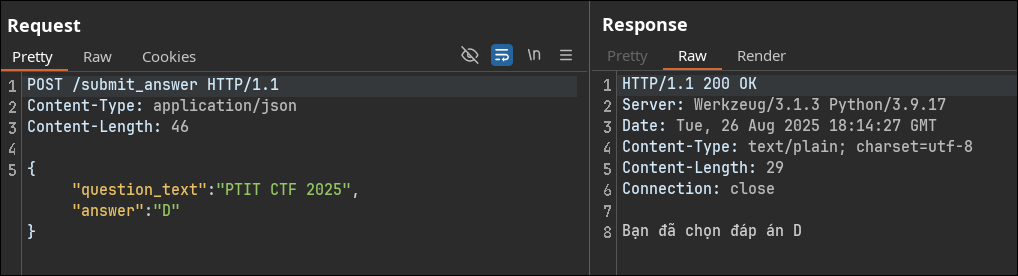 Request
Pretty Raw Cookies \n
1 POST /submit_answer HTTP/1.1
2 Content-Type: application/json
3 Content-Length: 46
4
5 {
"question_text":"PTIT CTF 2025",
"answer":"D"
}
Response
Pretty Raw Render
1 HTTP/1.1 200 OK
2 Server: Werkzeug/3.1.3 Python/3.9.17
3 Date: Tue, 26 Aug 2025 18:14:27 GMT
4 Content-Type: text/plain; charset=utf-8
5 Content-Length: 29
6 Connection: close
7
8 Bạn đã chọn đáp án D